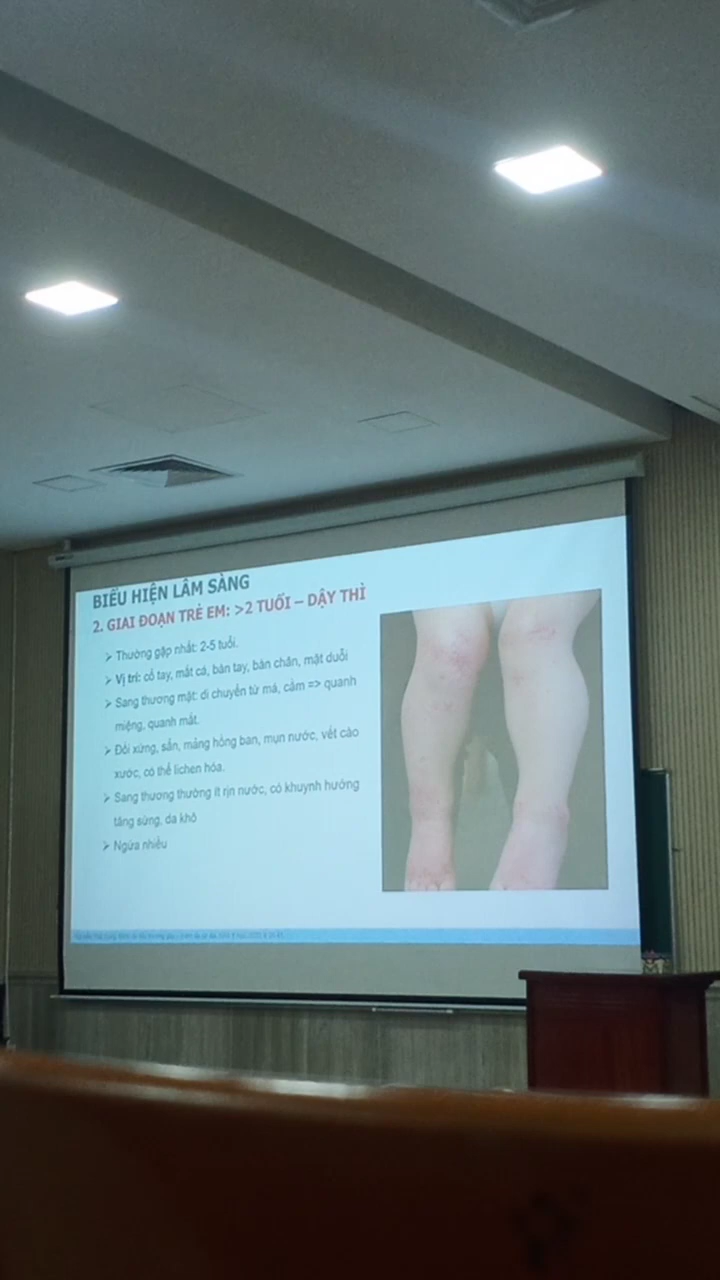 BIỂU HIỆN LÂM SÀNG
2. GIAI ĐOẠN TRẺ EM: >2 TUỔI – DẬY THÌ
➢ Thường gặp nhất: 2-5 tuổi.
➢ Vị trí: cổ tay, mắt cá, bàn tay, bàn chân, mặt duỗi
➢ Sang thương mặt: di chuyển từ má, cằm => quanh
miệng, quanh mắt.
➢ Đối xứng, sẩn, mảng hồng ban, mụn nước, vết cào
xước, có thể lichen hóa.
➢ Sang thương thường ít rịn nước, có khuynh hướng
tăng sừng, da khô
➢ Ngứa nhiều